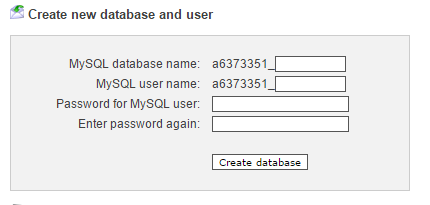 Create new database and user
MySQL database name: a6373351_
MySQL user name: a6373351_
Password for MySQL user:
Enter password again:
Create database